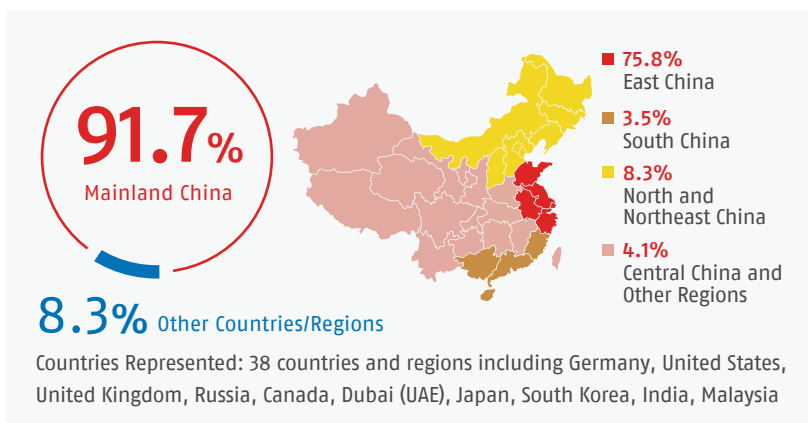 91.7%
Mainland China
75.8%
East China
3.5%
South China
8.3%
North and
Northeast China
4.1%
Central China and
Other Regions
8.3% Other Countries/Regions
Countries Represented: 38 countries and regions including Germany, United States,
United Kingdom, Russia, Canada, Dubai (UAE), Japan, South Korea, India, Malaysia